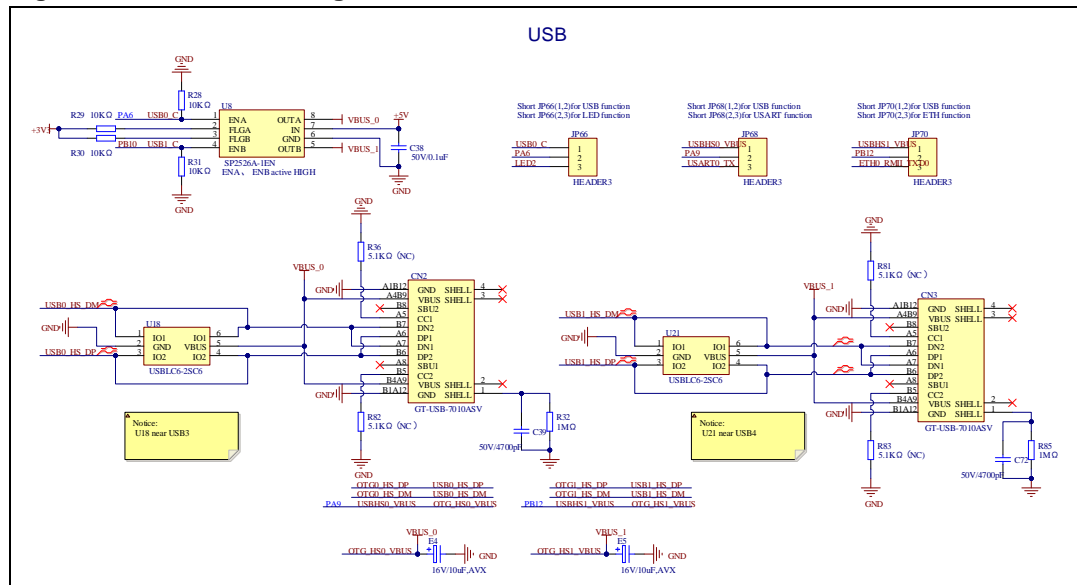 USB
GND
R28
10KΩ
U8
R29 10KΩ PA6 USB0_C
1 ENA OUTA 8 VBUS_0 +5V
2 FLGA IN 7
+3V3
3 FLGB GND 6
PB10 USB1_C
4 ENB OUTB 5 VBUS_1
C38
50V/0.1uF
R30 10KΩ
R31
10KΩ
SP2526A-1EN
ENA、 ENB active HIGH
GND
GND
Short JP66(1,2)for USB function
Short JP66(2,3)for LED function
JP66
USB0_C 1
PA6 2
LED2 3
HEADER3
Short JP68(1,2)for USB function
Short JP68(2,3)for USART function
JP68
USBHS0_VBUS 1
PA9 2
USART0_TX 3
HEADER3
Short JP70(1,2)for USB function
Short JP70(2,3)for ETH function
JP70
USBHS1_VBUS 1
PB12 2
ETH0_RMII_TXD0 3
HEADER3
GND
R36
5.1KΩ (NC)
VBUS_0
CN2
GND A1B12 GND SHELL 4
A4B9 VBUS SHELL 3
B8 SBU2
A5 CC1
B7 DN2
A6 DP1
A7 DN1
B6 DP2
A8 SBU1
B5 CC2
B4A9 VBUS SHELL 2
GND B1A12 GND SHELL 1
GT-USB-7010ASV
USB0_HS_DM
U18
1 IO1 IO1 6
GND 2 GND VBUS 5
USB0_HS_DP 3 IO2 IO2 4
USBLC6-2SC6
R82
5.1KΩ (NC)
C39
50V/4700pF
R32
1MΩ
GND
GND
Notice:
U18 near USB3
GND
R81
5.1KΩ (NC)
VBUS_1
CN3
GND A1B12 GND SHELL 4
A4B9 VBUS SHELL 3
B8 SBU2
A5 CC1
B7 DN2
A6 DP1
A7 DN1
B6 DP2
A8 SBU1
B5 CC2
B4A9 VBUS SHELL 2
GND B1A12 GND SHELL 1
GT-USB-7010ASV
USB1_HS_DM
U21
1 IO1 IO1 6
GND 2 GND VBUS 5
USB1_HS_DP 3 IO2 IO2 4
USBLC6-2SC6
R83
5.1KΩ (NC)
C72
50V/4700pF
R85
1MΩ
GND
GND
Notice:
U21 near USB4
OTG0_HS_DP USB0_HS_DP
OTG0_HS_DM USB0_HS_DM
PA9 USBHS0_VBUS OTG_HS0_VBUS
OTG1_HS_DP USB1_HS_DP
OTG1_HS_DM USB1_HS_DM
PB12 USBHS1_VBUS OTG_HS1_VBUS
VBUS_0
E4
OTG_HS0_VBUS + GND
16V/10uF,AVX
VBUS_1
E5
OTG_HS1_VBUS + GND
16V/10uF,AVX